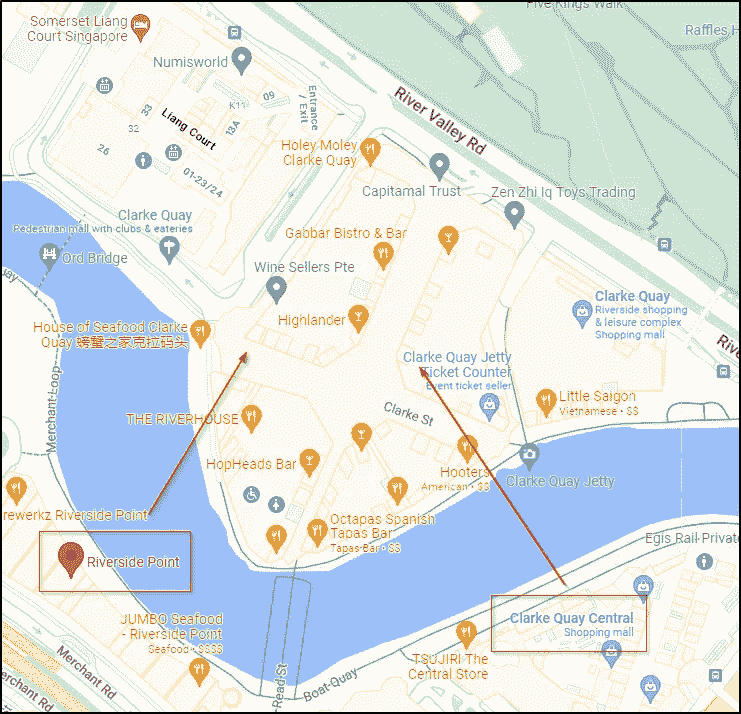 Five Kings Walk
Somerset Liang
Court Singapore
Raffles H
Numisworld
River Valley Rd
Entrance
/ Exit
K11
09
13A
33
32
26
Liang Court
01-23/24
Holey Moley
Clarke Quay
Capitamal Trust
Zen Zhi Iq Toys Trading
Clarke Quay
Pedestrian mall with clubs & eateries
Gabbar Bistro & Bar
Ord Bridge
uay
Wine Sellers Pte
Clarke Quay
Riverside shopping
& leisure complex
Shopping mall
House of Seafood Clarke
Quay 螃蟹之家克拉码头
Highlander
Rive
Clarke Quay Jetty
Ticket Counter
Event ticket seller
Merchant Loop
Little Saigon
Vietnamese • $$
THE RIVERHOUSE
Clarke St
HopHeads Bar
Hooters
American • $$
Clarke Quay Jetty
rewerkz Riverside Point
Octapas Spanish
Tapas Bar
Tapas Bar • $$
Egis Rail Private
Riverside Point
Clarke Quay Central
Shopping mall
JUMBO Seafood
- Riverside Point
Seafood • $$$$
TSUJIRI The
Central Store
Merchant Rd
Merchant Rd
Read St
Boat Quay